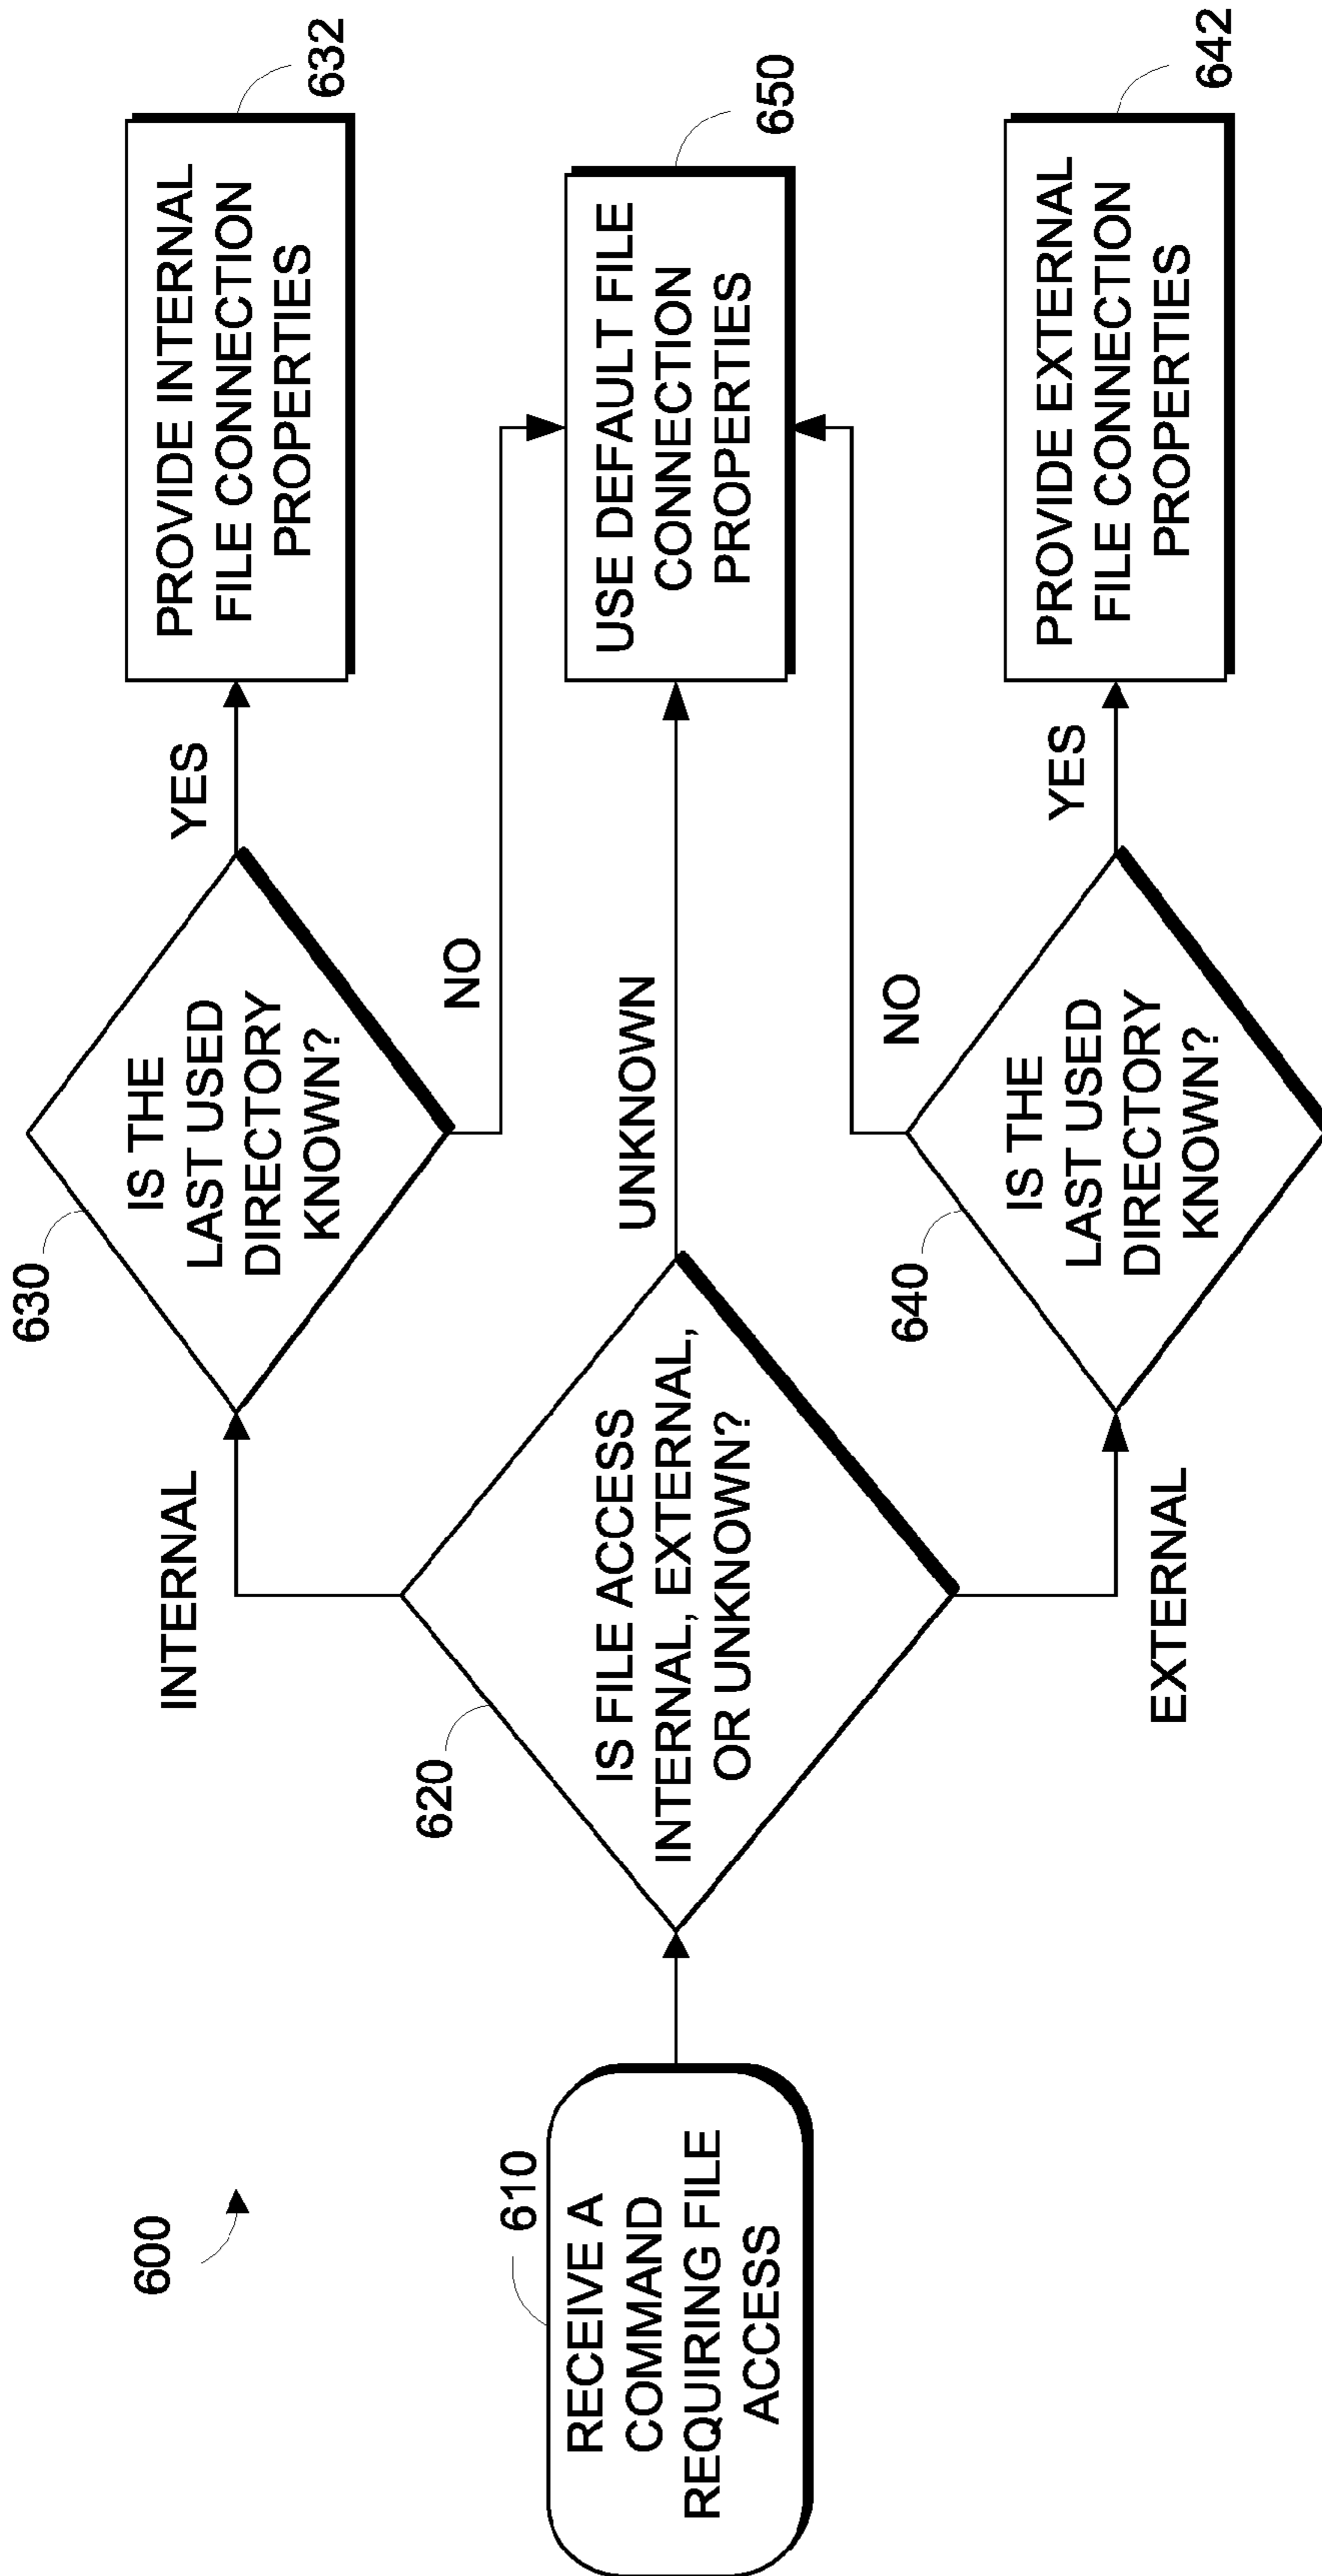 600
610
RECEIVE A
COMMAND
REQUIRING FILE
ACCESS
620
IS FILE ACCESS
INTERNAL, EXTERNAL,
OR UNKNOWN?
INTERNAL
630
IS THE
LAST USED
DIRECTORY
KNOWN?
YES
PROVIDE INTERNAL
FILE CONNECTION
PROPERTIES
632
NO
UNKNOWN
USE DEFAULT FILE
CONNECTION
PROPERTIES
650
EXTERNAL
640
IS THE
LAST USED
DIRECTORY
KNOWN?
NO
YES
PROVIDE EXTERNAL
FILE CONNECTION
PROPERTIES
642